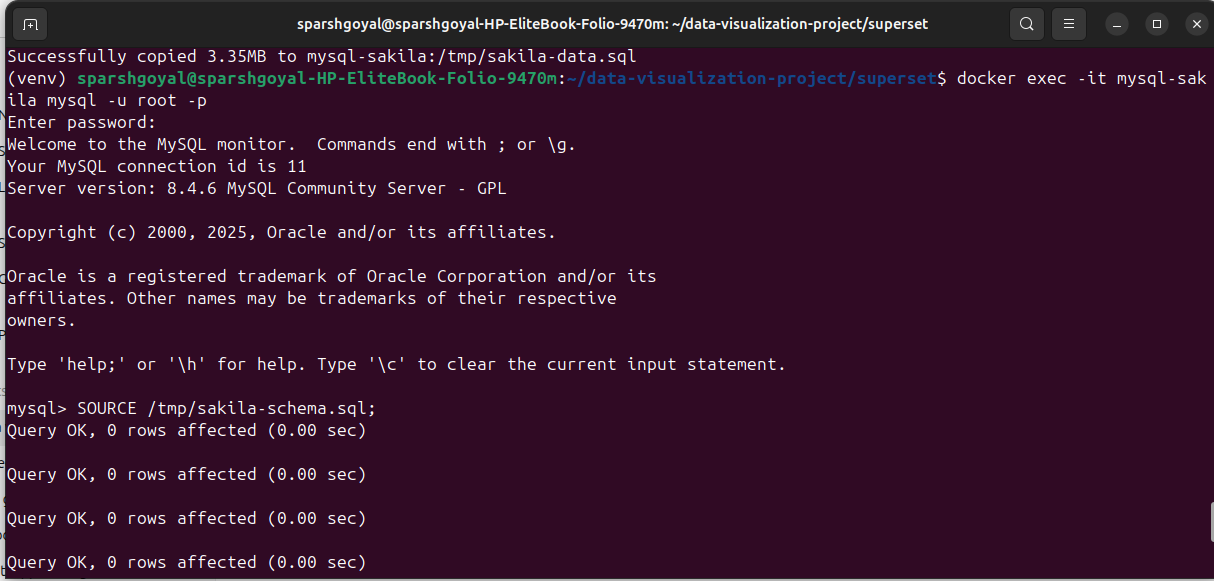 sparshgoyal@sparshgoyal-HP-EliteBook-Folio-9470m: ~/data-visualization-project/superset
Successfully copied 3.35MB to mysql-sakila:/tmp/sakila-data.sql
(venv) sparshgoyal@sparshgoyal-HP-EliteBook-Folio-9470m:~/data-visualization-project/superset$ docker exec -it mysql-sak
ila mysql -u root -p
Enter password:
Welcome to the MySQL monitor.  Commands end with ; or \g.
Your MySQL connection id is 11
Server version: 8.4.6 MySQL Community Server - GPL

Copyright (c) 2000, 2025, Oracle and/or its affiliates.

Oracle is a registered trademark of Oracle Corporation and/or its
affiliates. Other names may be trademarks of their respective
owners.

Type 'help;' or '\h' for help. Type '\c' to clear the current input statement.

mysql> SOURCE /tmp/sakila-schema.sql;
Query OK, 0 rows affected (0.00 sec)

Query OK, 0 rows affected (0.00 sec)

Query OK, 0 rows affected (0.00 sec)

Query OK, 0 rows affected (0.00 sec)